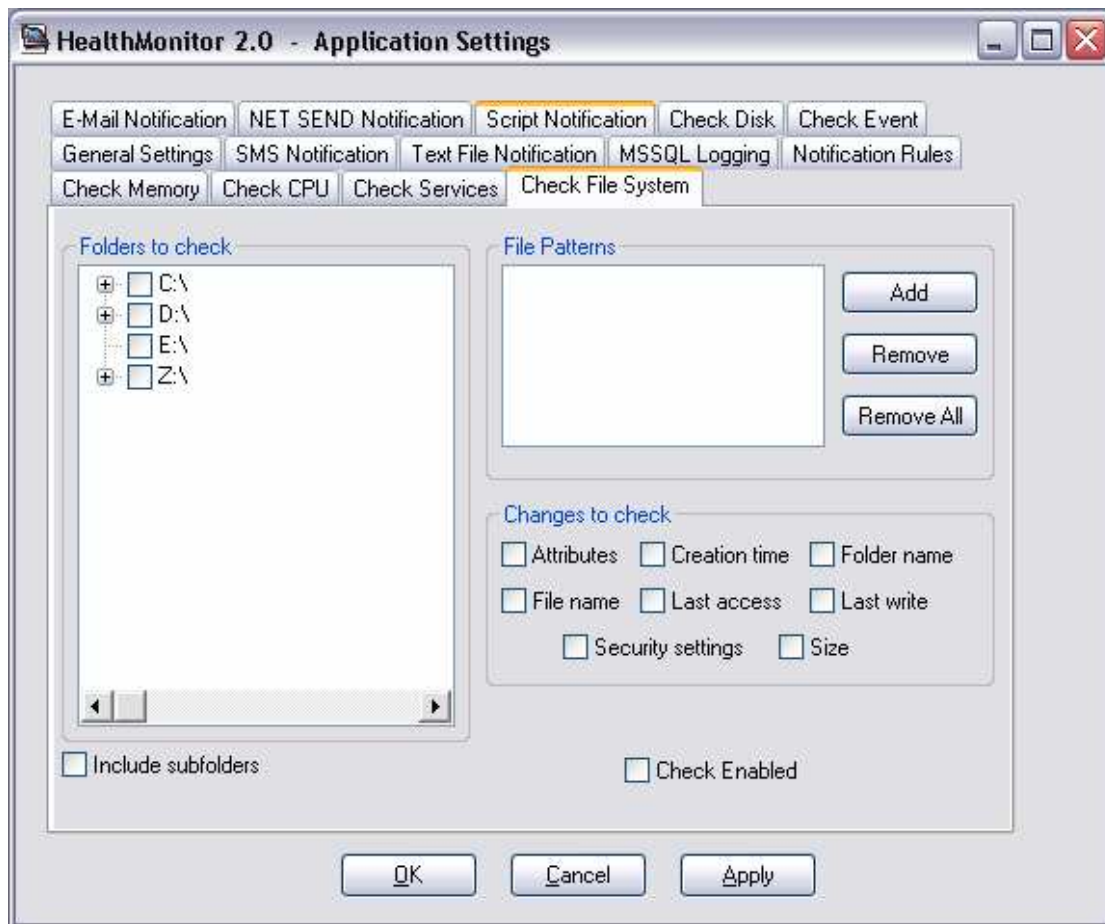 HealthMonitor 2.0 - Application Settings
E-Mail Notification NET SEND Notification Script Notification Check Disk Check Event
General Settings SMS Notification Text File Notification MSSQL Logging Notification Rules
Check Memory Check CPU Check Services Check File System
Folders to check
C:\
D:\
E:\
Z:\
Include subfolders
File Patterns
Add
Remove
Remove All
Changes to check
Attributes Creation time Folder name
File name Last access Last write
Security settings Size
Check Enabled
OK Cancel Apply